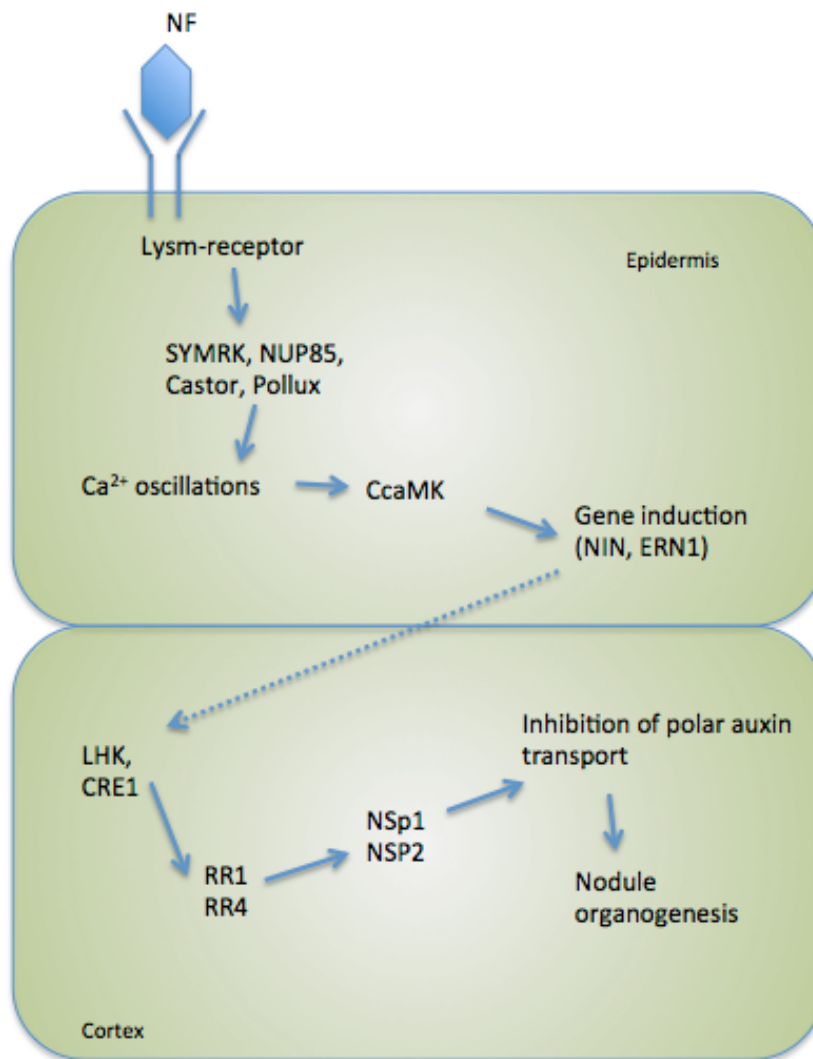 NF
Lysm-receptor
Epidermis
SYMRK, NUP85,
Castor, Pollux
Ca²⁺ oscillations
CcaMK
Gene induction
(NIN, ERN1)
Inhibition of polar auxin
transport
LHK,
CRE1
NSp1
NSP2
RR1
RR4
Nodule
organogenesis
Cortex